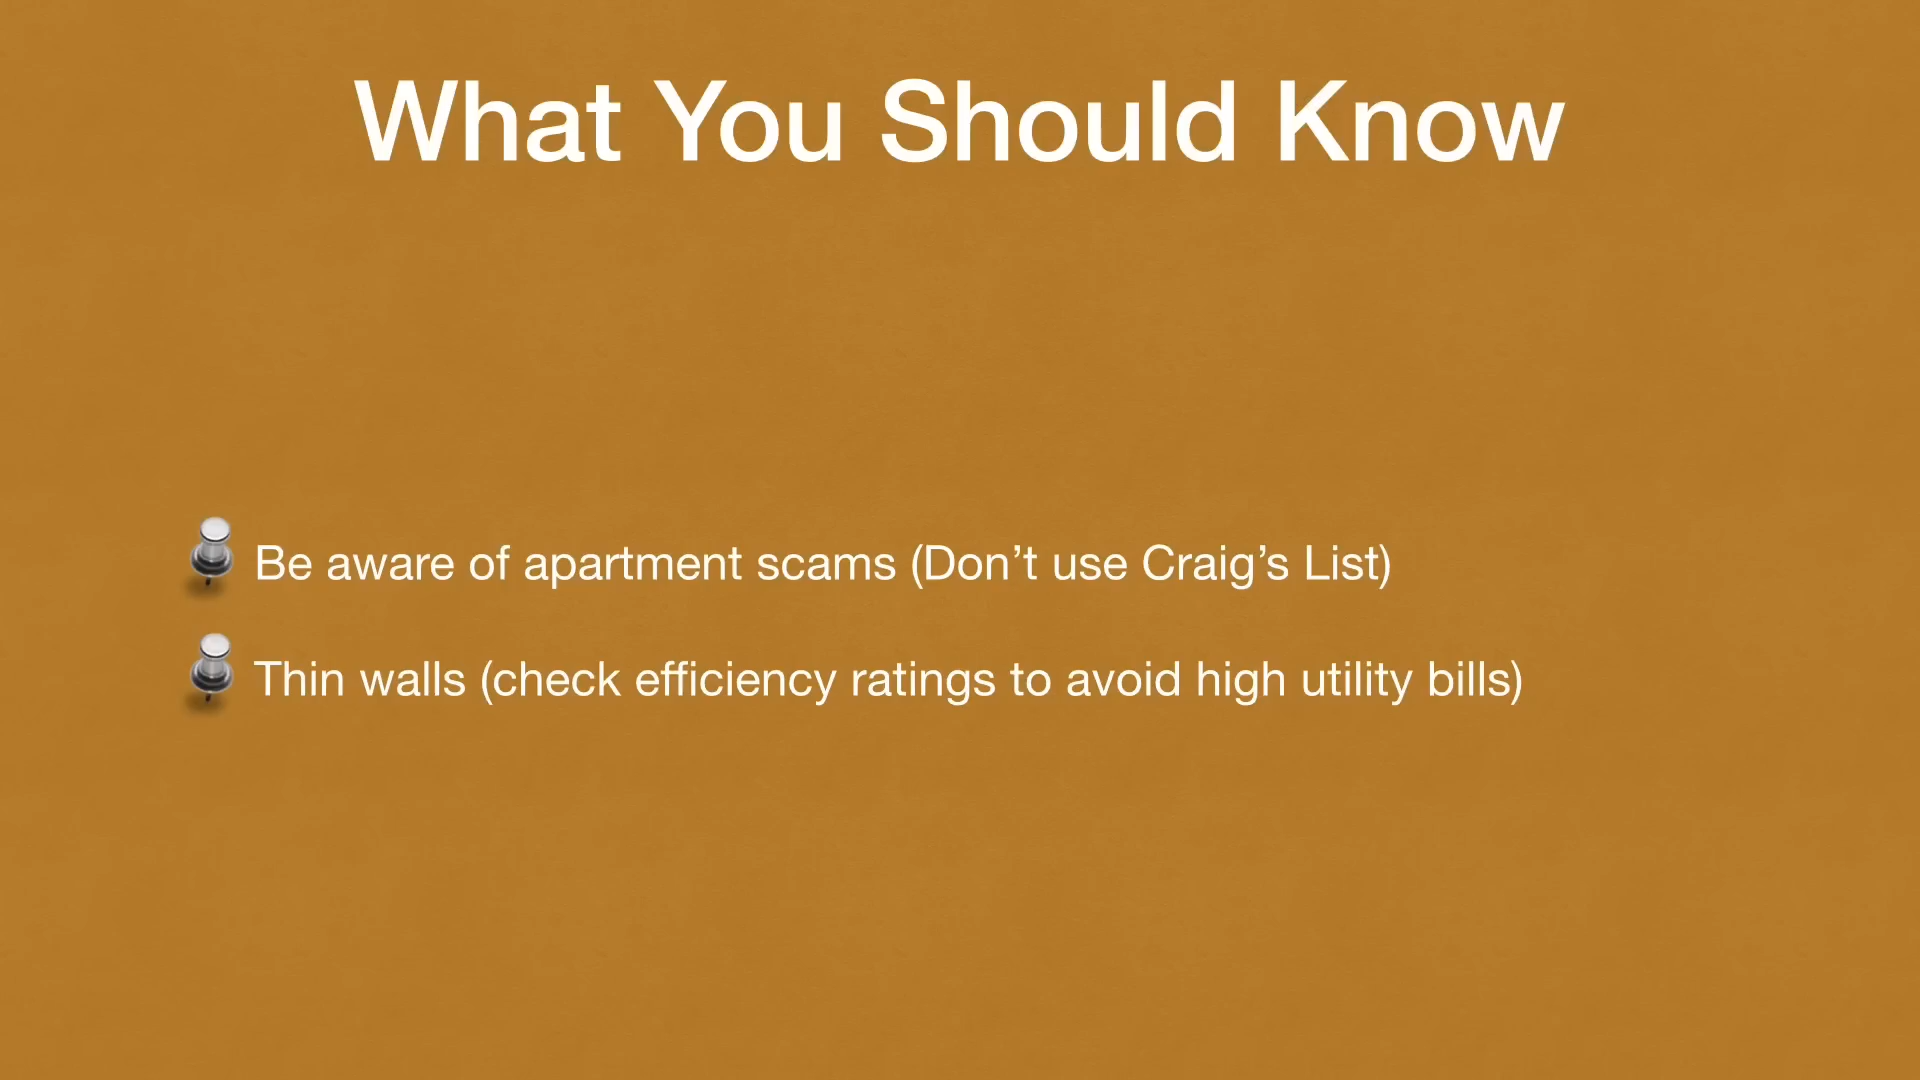 What You Should Know
Be aware of apartment scams (Don’t use Craig’s List)
Thin walls (check efficiency ratings to avoid high utility bills)